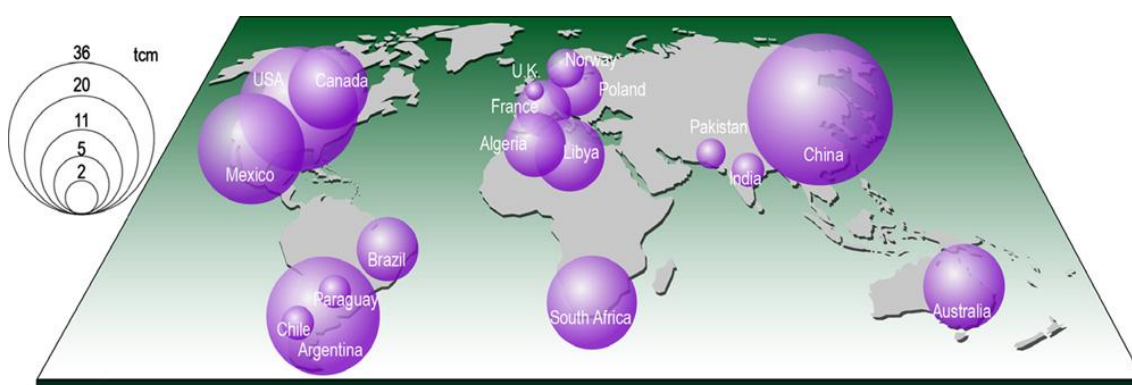 36 tcm
20
11
5
2
USA
Canada
Mexico
U.K.
Norway
Poland
France
Algeria
Libya
Pakistan
India
China
Brazil
Paraguay
Chile
Argentina
South Africa
Australia